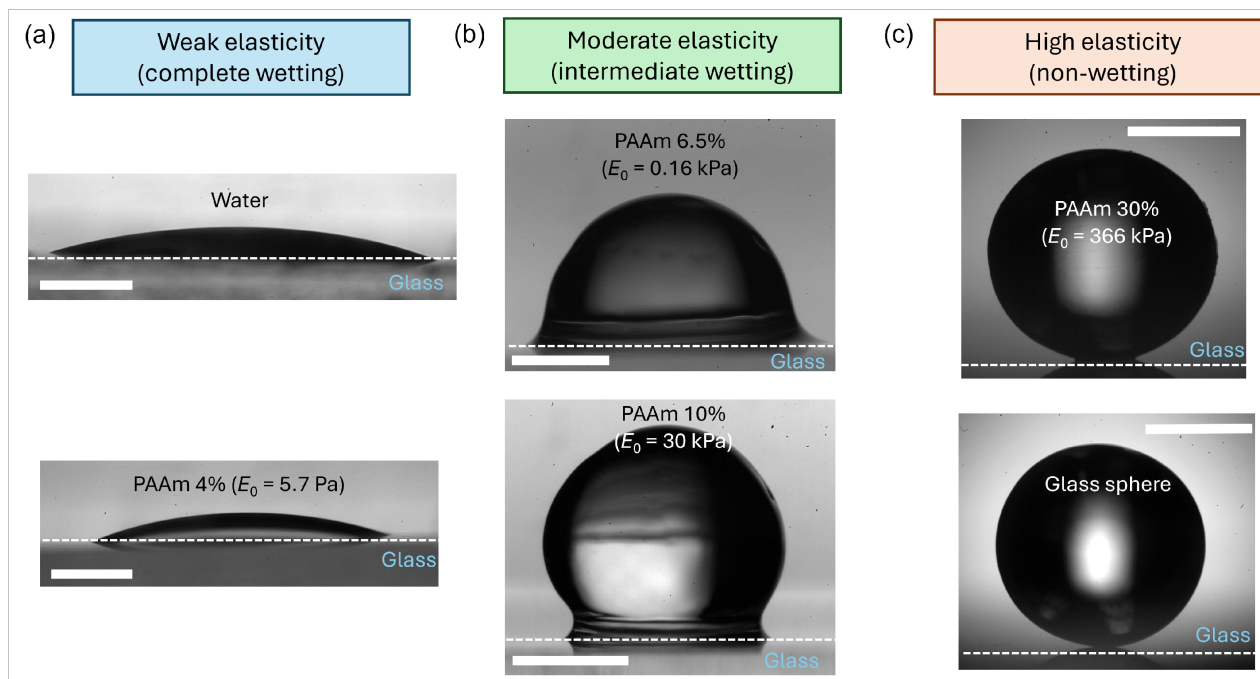 (a)
Weak elasticity
(complete wetting)
Water
Glass
PAAm 4% (E₀ = 5.7 Pa)
Glass
(b)
Moderate elasticity
(intermediate wetting)
PAAm 6.5%
(E₀ = 0.16 kPa)
Glass
PAAm 10%
(E₀ = 30 kPa)
Glass
(c)
High elasticity
(non-wetting)
PAAm 30%
(E₀ = 366 kPa)
Glass
Glass sphere
Glass